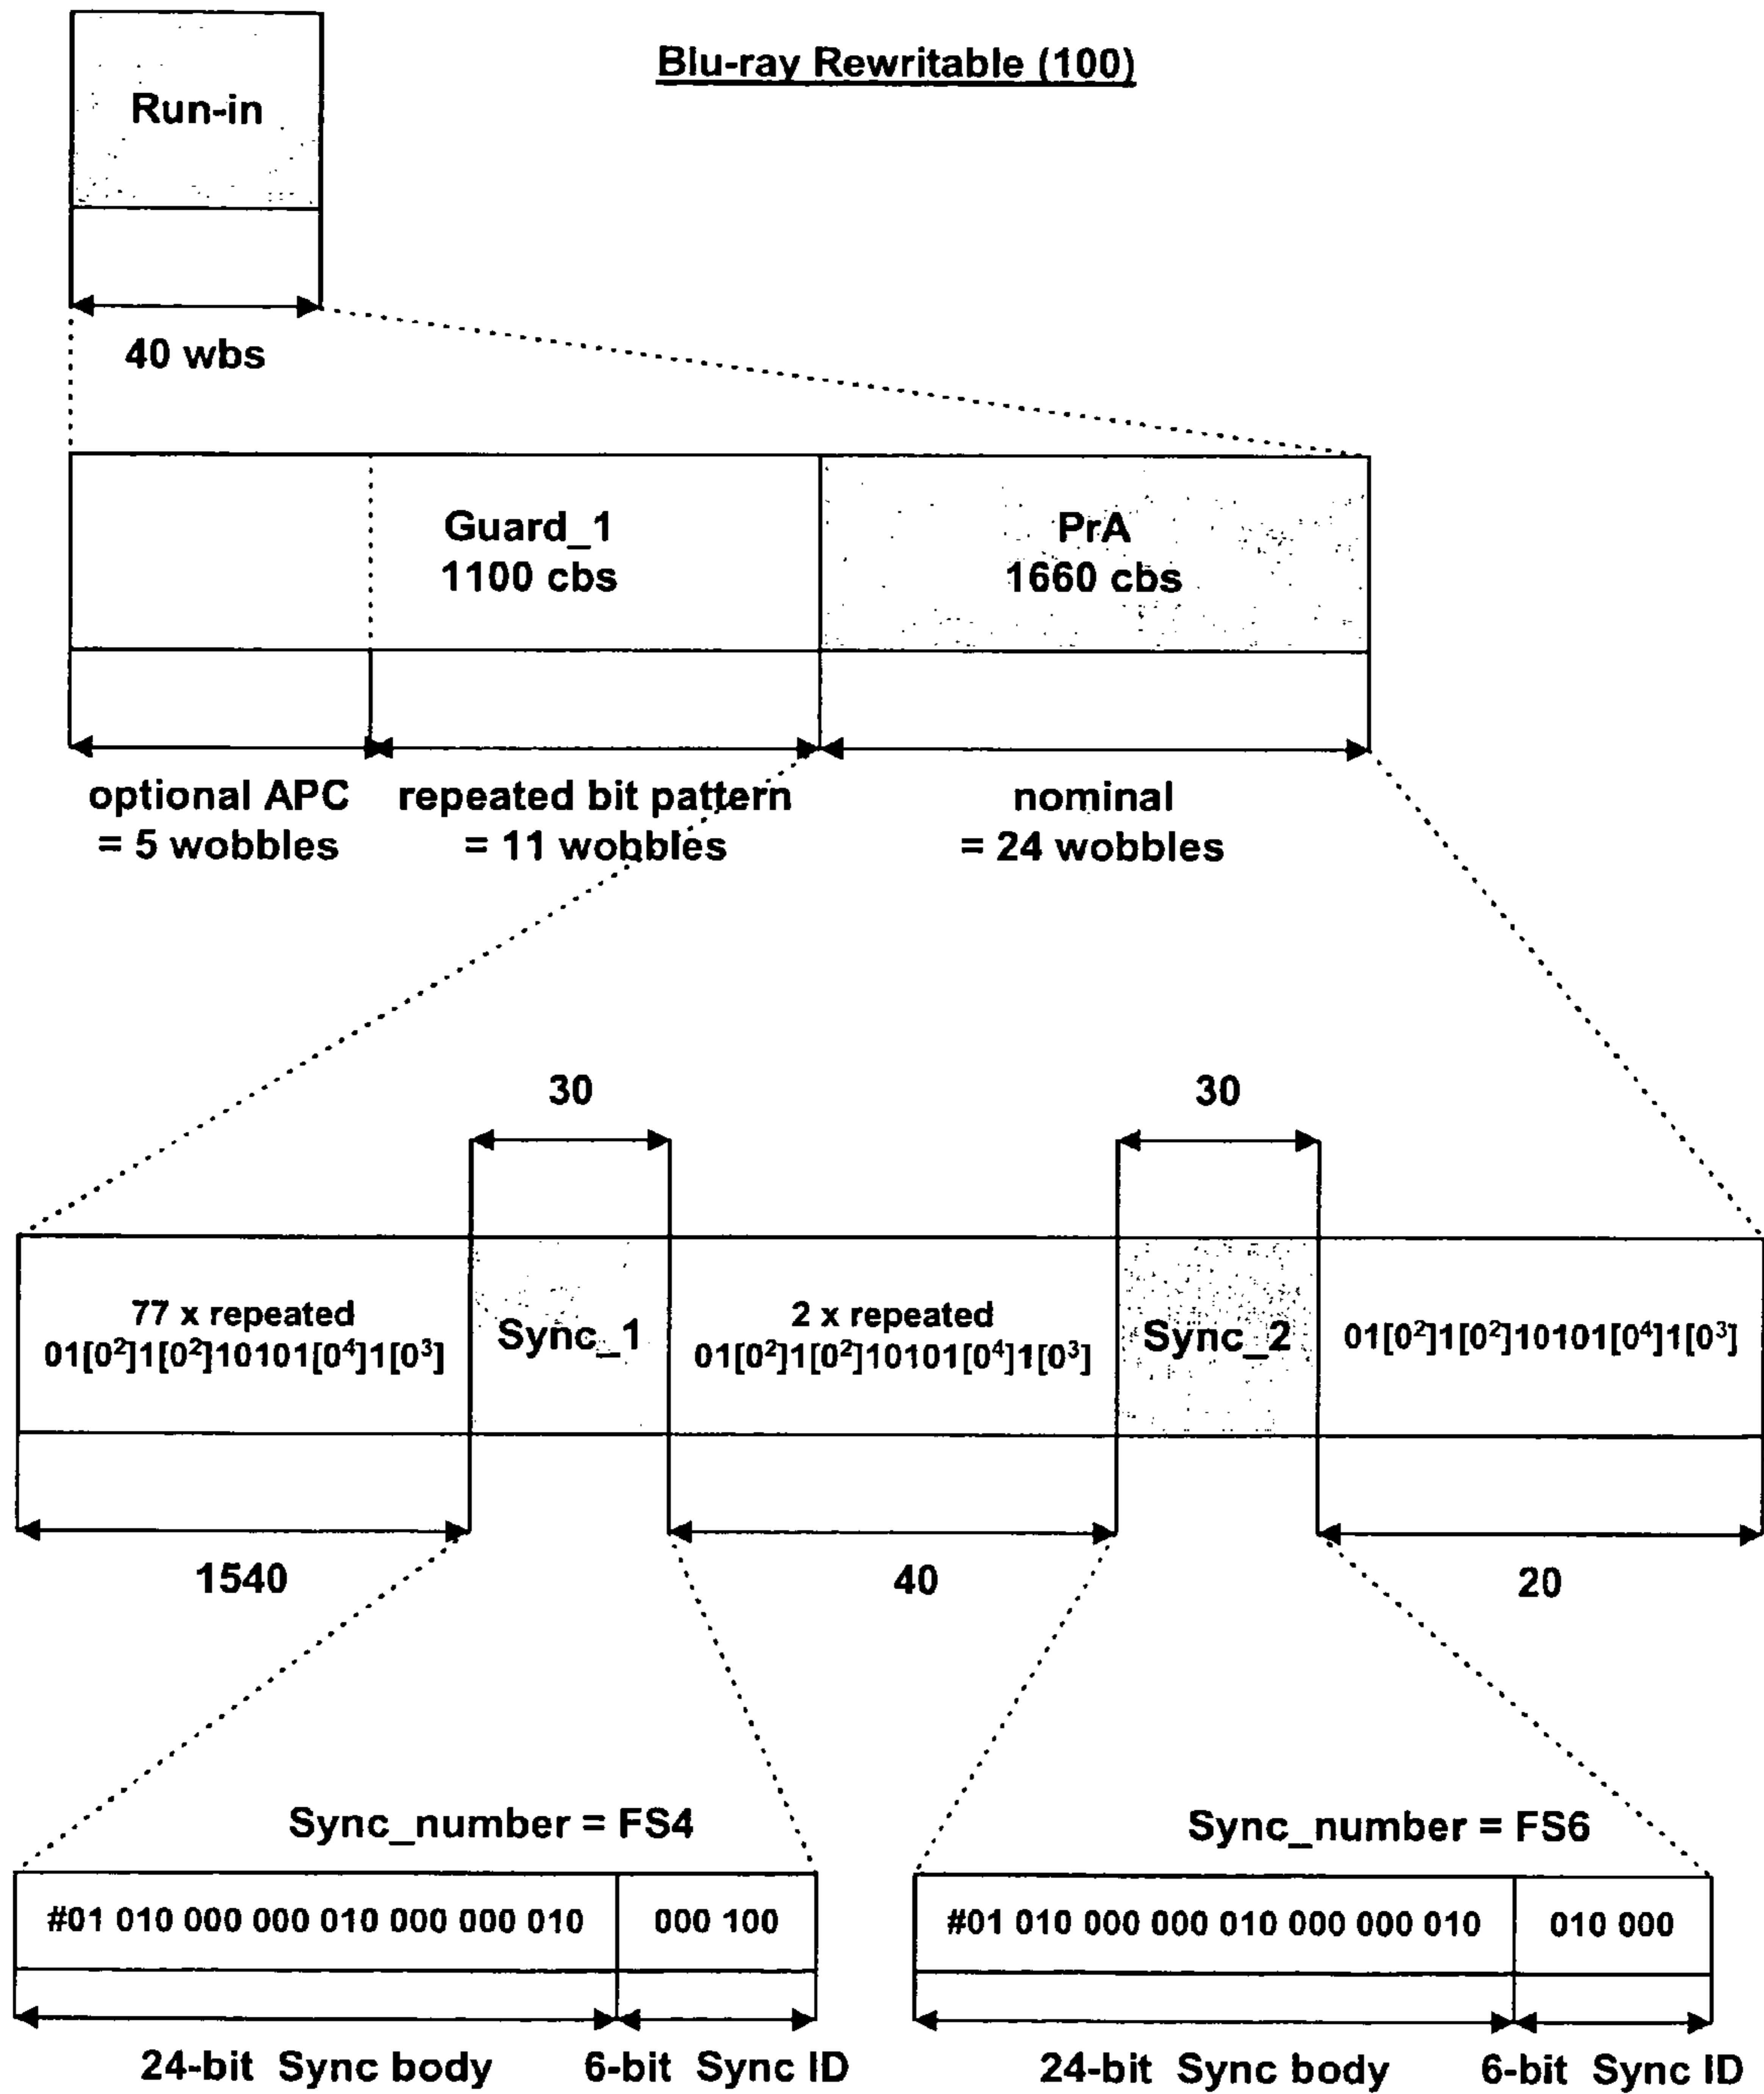 Blu-ray Rewritable (100)
Run-in
40 wbs
Guard_1
1100 cbs
PrA
1660 cbs
optional APC
= 5 wobbles
repeated bit pattern
= 11 wobbles
nominal
= 24 wobbles
30
30
77 x repeated
01[0²]1[0²]10101[0⁴]1[0³]
Sync_1
2 x repeated
01[0²]1[0²]10101[0⁴]1[0³]
Sync_2
01[0²]1[0²]10101[0⁴]1[0³]
1540
40
20
Sync_number = FS4
#01 010 000 000 010 000 000 010
000 100
24-bit Sync body
6-bit Sync ID
Sync_number = FS6
#01 010 000 000 010 000 000 010
010 000
24-bit Sync body
6-bit Sync ID